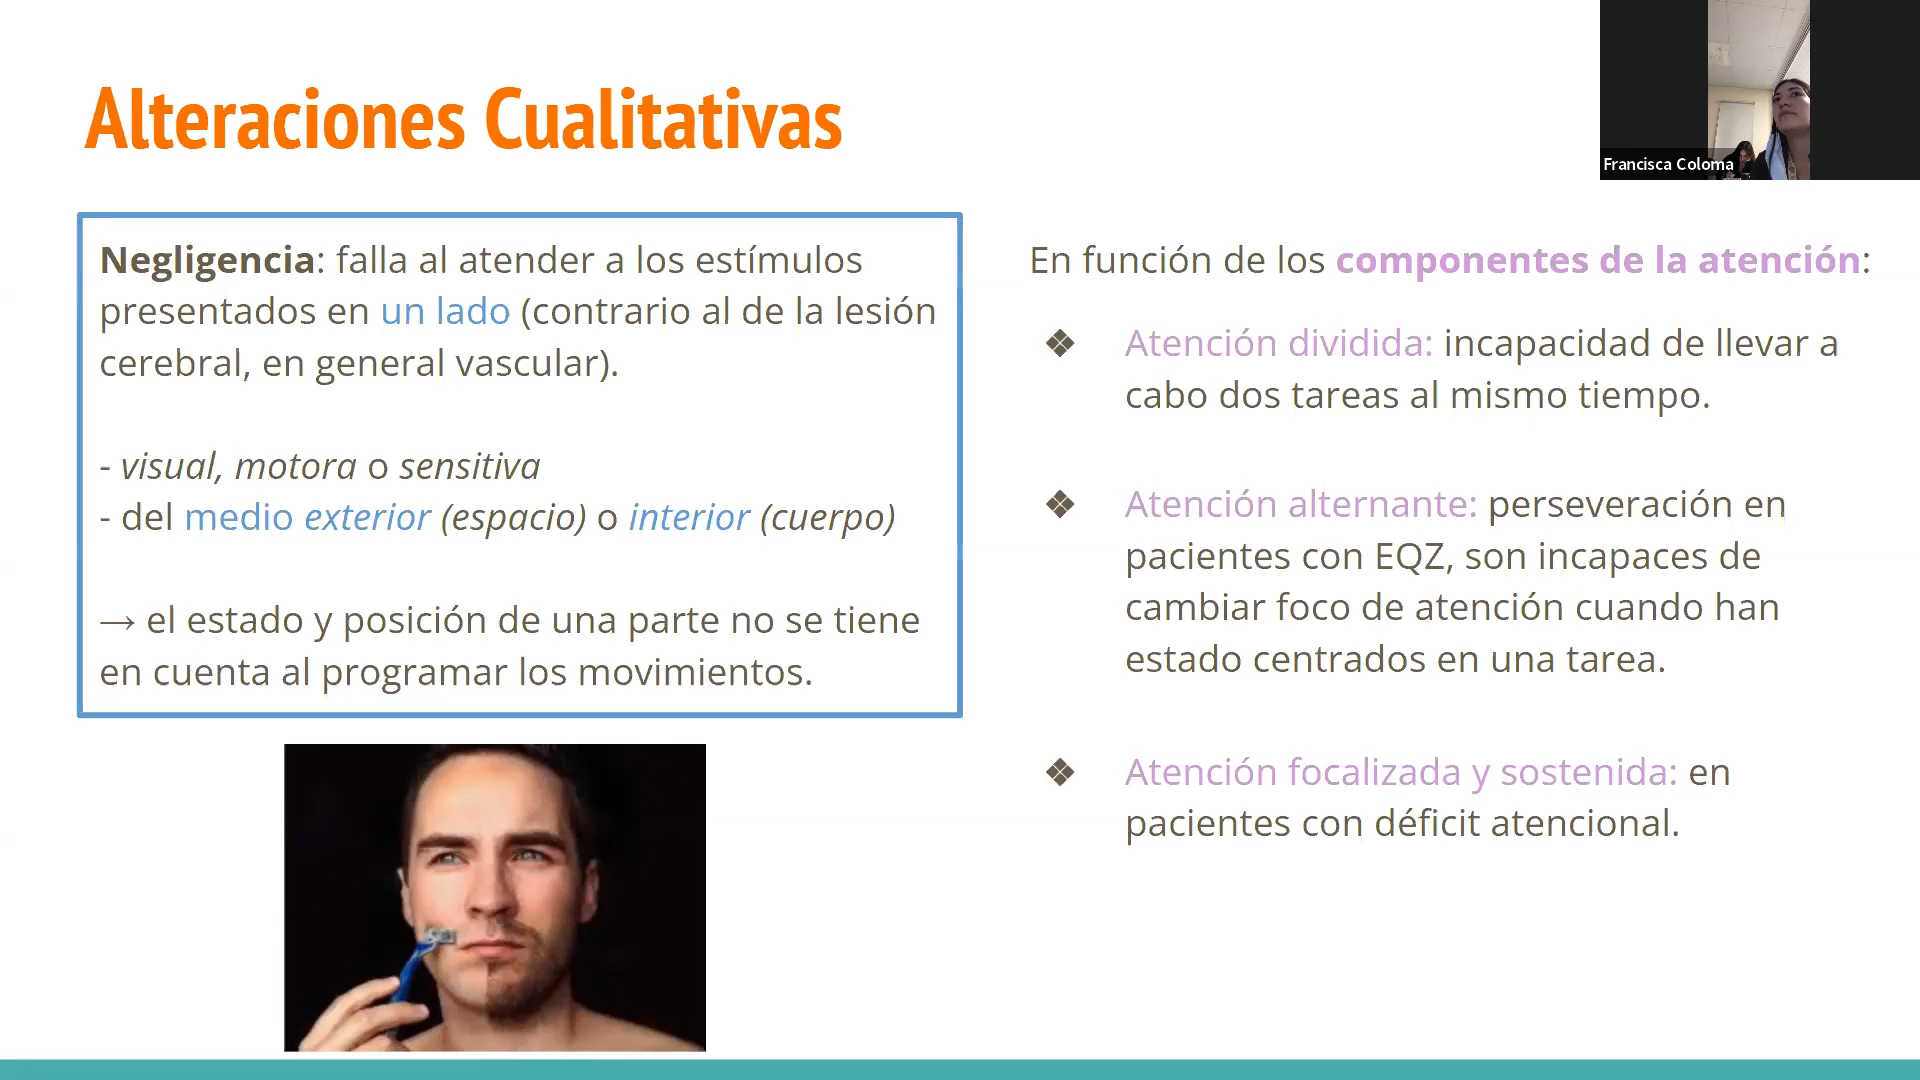 Alteraciones Cualitativas
Francisca Coloma
Negligencia: falla al atender a los estímulos
presentados en un lado (contrario al de la lesión
cerebral, en general vascular).
- visual, motora o sensitiva
- del medio exterior (espacio) o interior (cuerpo)
→ el estado y posición de una parte no se tiene
en cuenta al programar los movimientos.
En función de los componentes de la atención:
❖ Atención dividida: incapacidad de llevar a
cabo dos tareas al mismo tiempo.
❖ Atención alternante: perseveración en
pacientes con EQZ, son incapaces de
cambiar foco de atención cuando han
estado centrados en una tarea.
❖ Atención focalizada y sostenida: en
pacientes con déficit atencional.